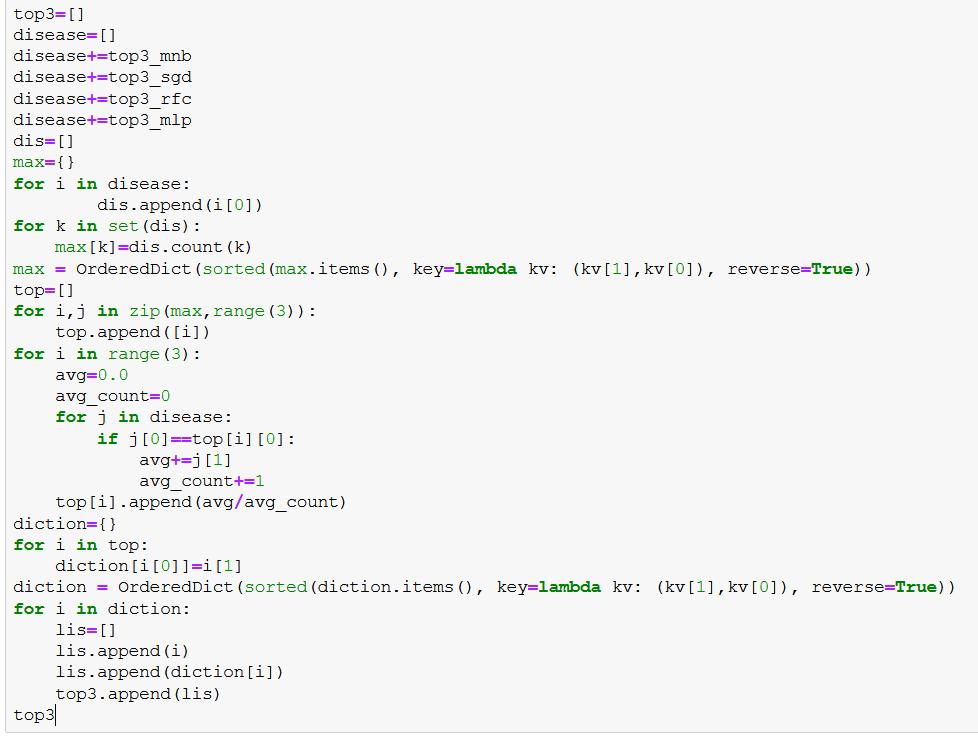 top3=[]
disease=[]
disease+=top3_mnb
disease+=top3_sgd
disease+=top3_rfc
disease+=top3_mlp
dis=[]
max={}
for i in disease:
        dis.append(i[0])
for k in set(dis):
    max[k]=dis.count(k)
max = OrderedDict(sorted(max.items(), key=lambda kv: (kv[1],kv[0]), reverse=True))
top=[]
for i,j in zip(max,range(3)):
    top.append([i])
for i in range(3):
    avg=0.0
    avg_count=0
    for j in disease:
        if j[0]==top[i][0]:
            avg+=j[1]
            avg_count+=1
    top[i].append(avg/avg_count)
diction={}
for i in top:
    diction[i[0]]=i[1]
diction = OrderedDict(sorted(diction.items(), key=lambda kv: (kv[1],kv[0]), reverse=True))
for i in diction:
    lis=[]
    lis.append(i)
    lis.append(diction[i])
    top3.append(lis)
top3